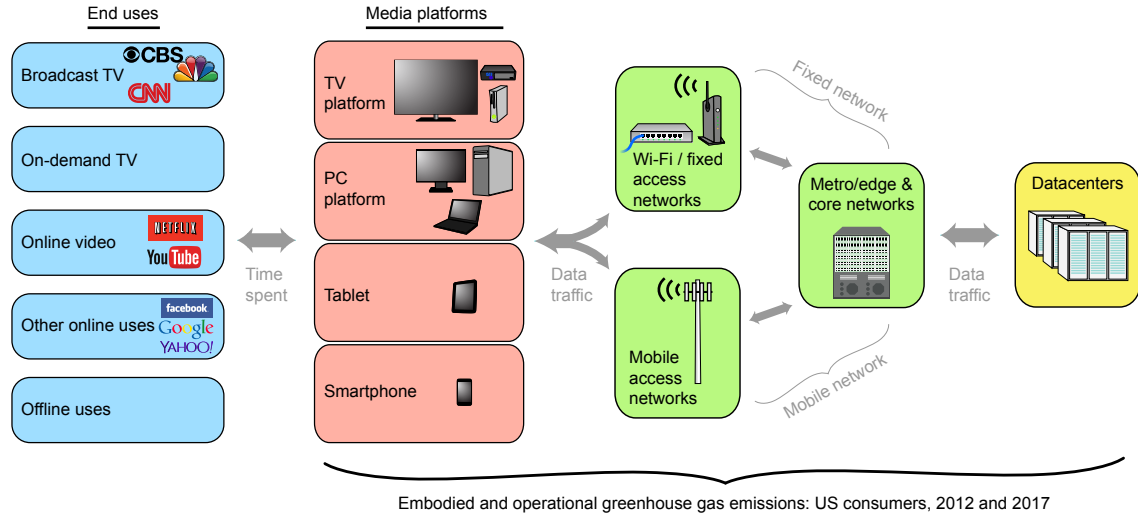 End uses
Media platforms
Broadcast TV
CBS
CNN
On-demand TV
Online video
NETFLIX
YouTube
Other online uses
facebook
Google
YAHOO!
Offline uses
Time
spent
TV
platform
PC
platform
Tablet
Smartphone
Data
traffic
Wi-Fi / fixed
access
networks
Mobile
access
networks
Fixed network
Mobile network
Metro/edge &
core networks
Data
traffic
Datacenters
Embodied and operational greenhouse gas emissions: US consumers, 2012 and 2017